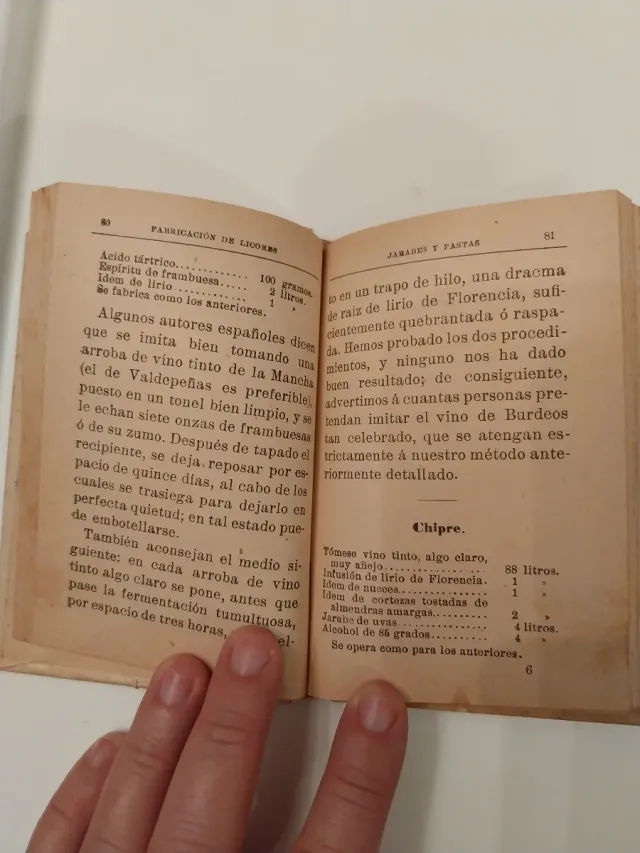 80 FABRICACIÓN DE LICORES
Acido tártrico............. 100 gramos.
Espíritu de frambuesa...... 2 litros.
Idem de lirio ............. 1 »
Se fabrica como los anteriores.
Algunos autores españoles dicen
que se imita bien tomando una
arroba de vino tinto de la Mancha
(el de Valdepeñas es preferible),
puesto en un tonel bien limpio, y se
le echan siete onzas de frambuesas
ó de su zumo. Después de tapado el
recipiente, se deja reposar por es-
pacio de quince días, al cabo de los
cuales se trasiega para dejarlo en
perfecta quietud; en tal estado pue-
de embotellarse.
También aconsejan el medio si-
guiente: en cada arroba de vino
tinto algo claro se pone, antes que
pase la fermentación tumultuosa,
por espacio de tres horas, el-
JARABES Y PASTAS 81
to en un trapo de hilo, una dracma
de raiz de lirio de Florencia, sufi-
cientemente quebrantada ó raspa-
da. Hemos probado los dos procedi-
mientos, y ninguno nos ha dado
buen resultado; de consiguiente,
advertimos á cuantas personas pre-
tendan imitar el vino de Burdeos
tan celebrado, que se atengan es-
trictamente á nuestro método ante-
riormente detallado.
Chipre.
Tómese vino tinto, algo claro,
muy añejo.................. 88 litros.
Infusión de lirio de Florencia. 1 »
Idem de nueces.............. 1 »
Idem de cortezas tostadas de
almendras amargas......... 2 »
Jarabe de uvas .............. 4 litros.
Alcohol de 85 grados......... 4 »
Se opera como para los anteriores.
6